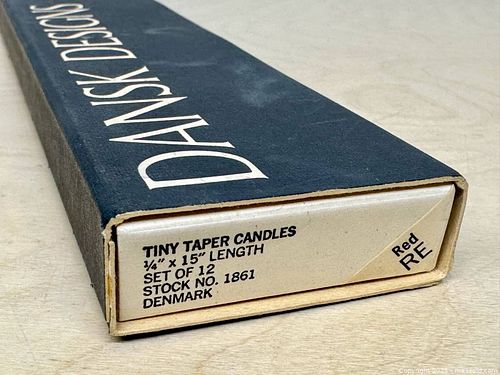 DANSK DESIGNS
TINY TAPER CANDLES
¼" x 15" LENGTH
SET OF 12
STOCK NO. 1861
DENMARK
Red
RE